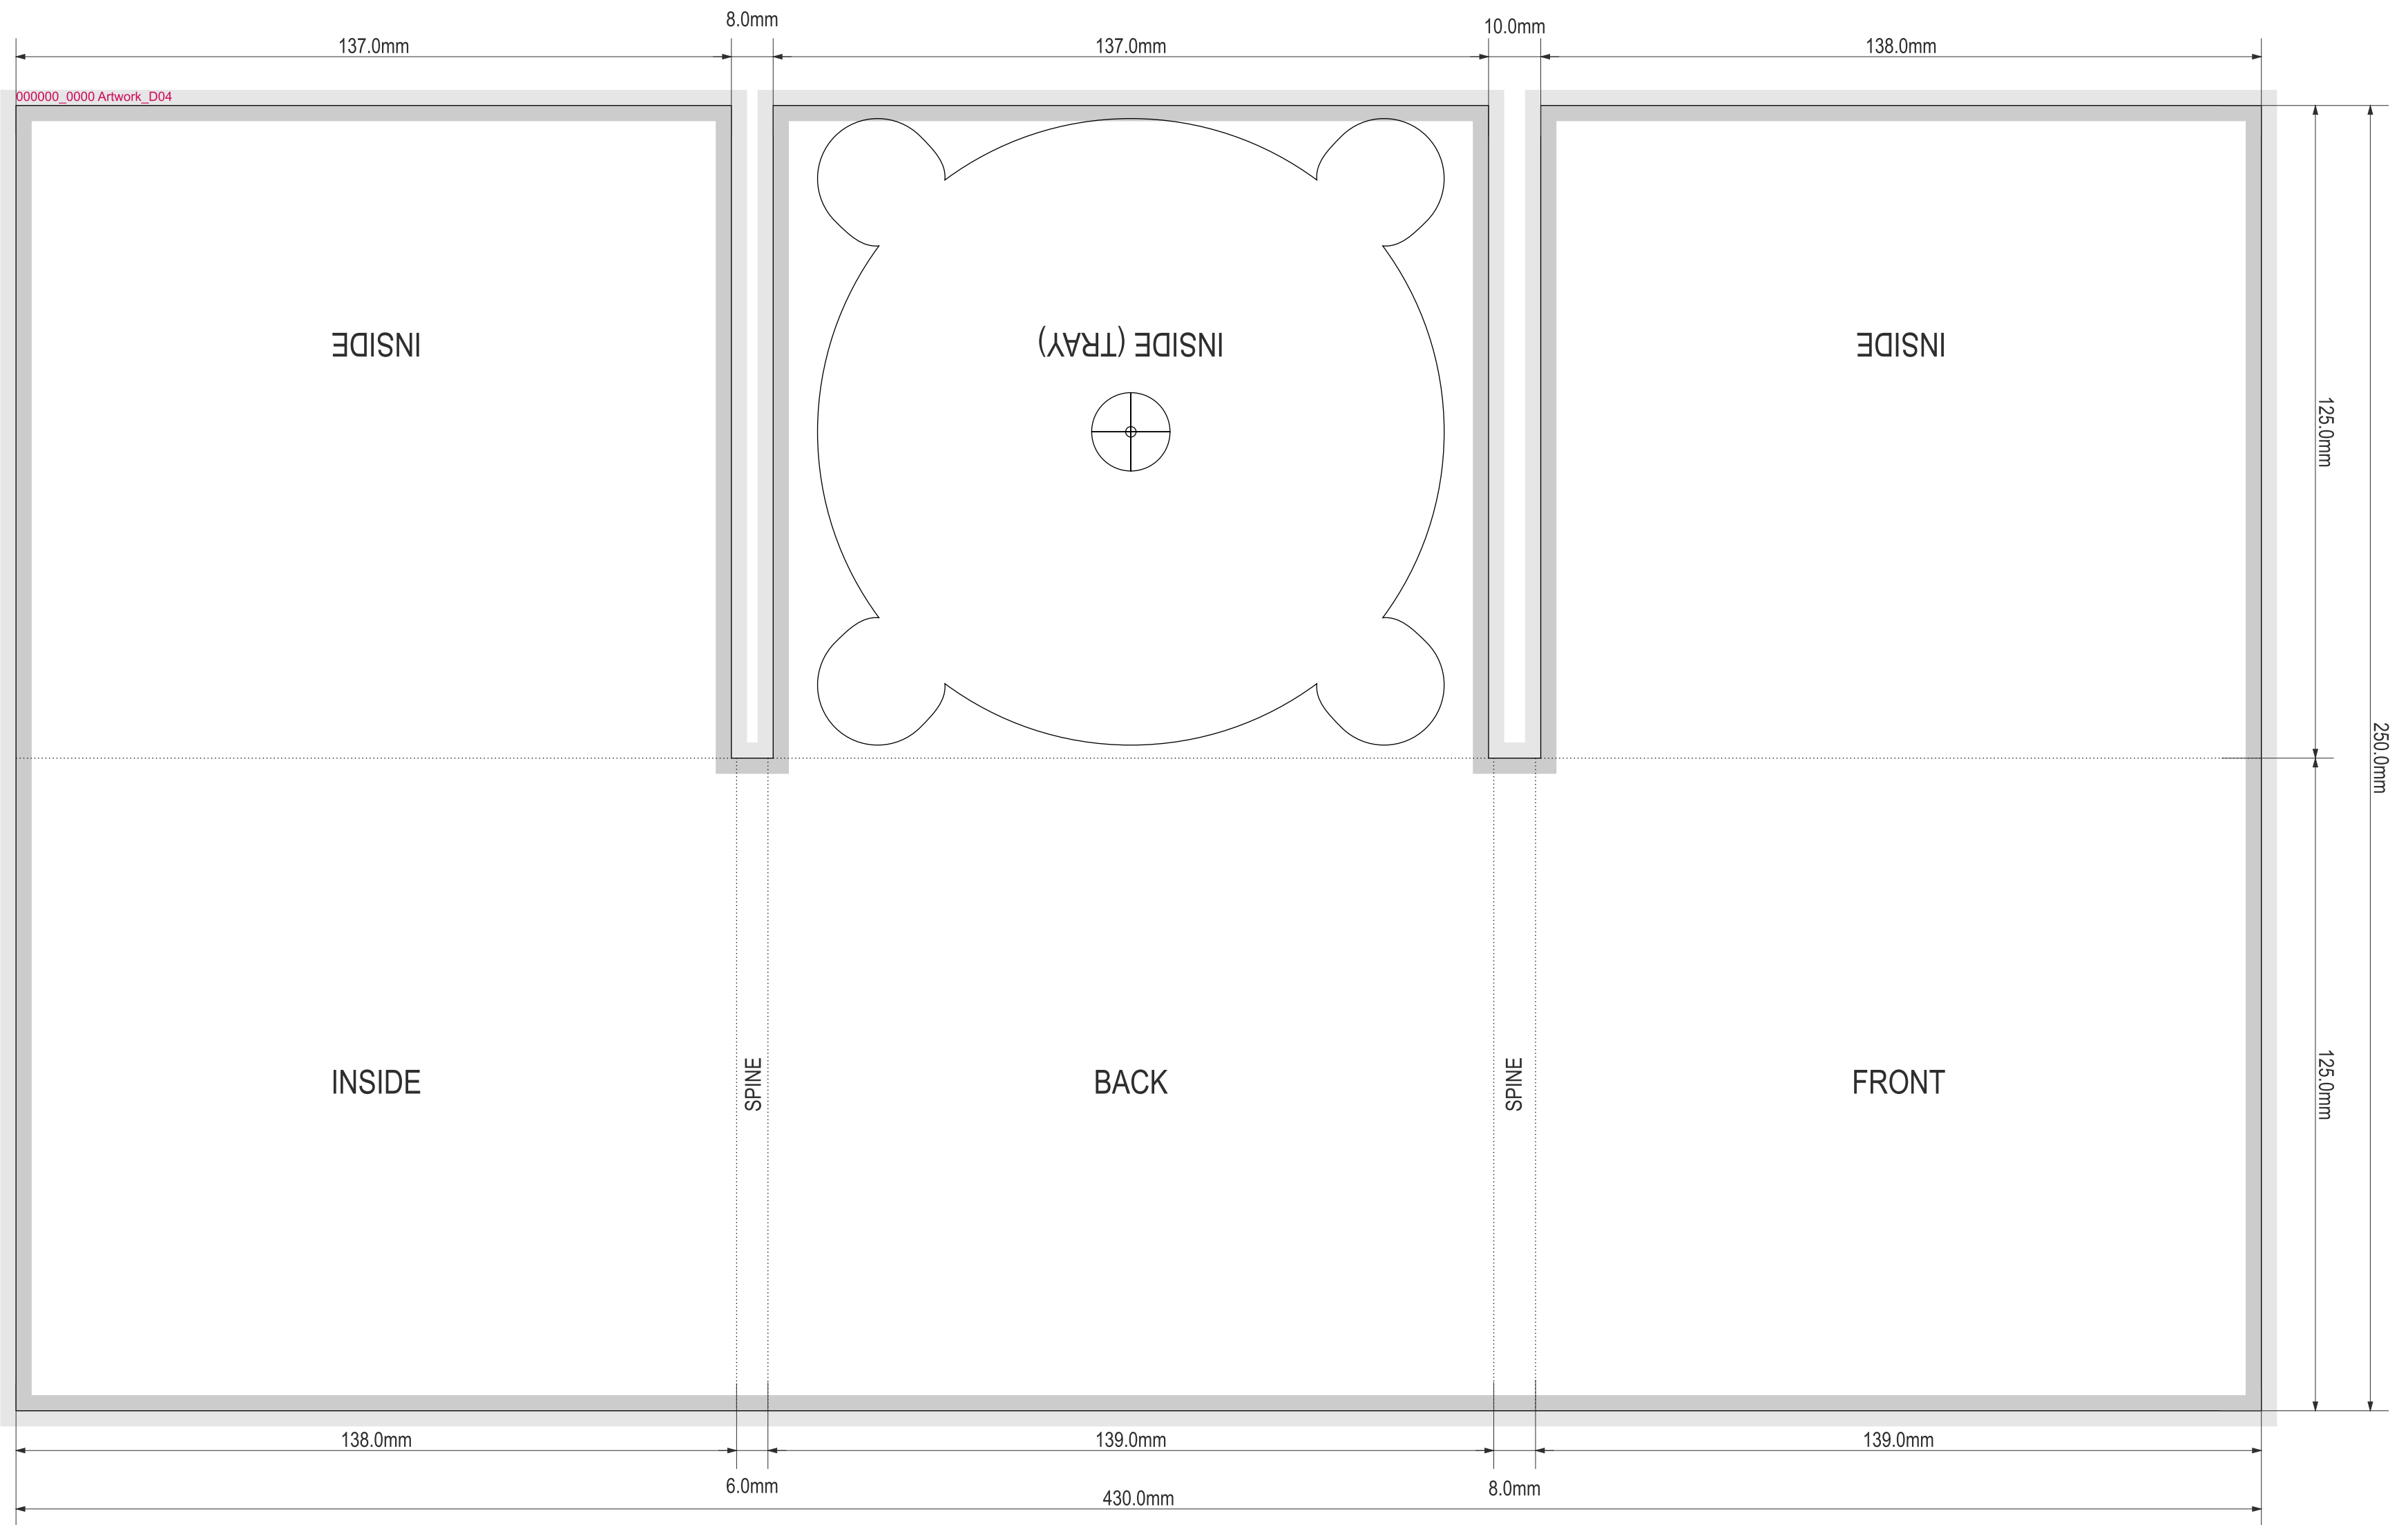 8.0mm
10.0mm
137.0mm
137.0mm
138.0mm
000000_0000 Artwork_D04
INSIDE
INSIDE (TRAY)
INSIDE
125.0mm
250.0mm
INSIDE
SPINE
BACK
SPINE
FRONT
125.0mm
138.0mm
139.0mm
139.0mm
6.0mm
8.0mm
430.0mm